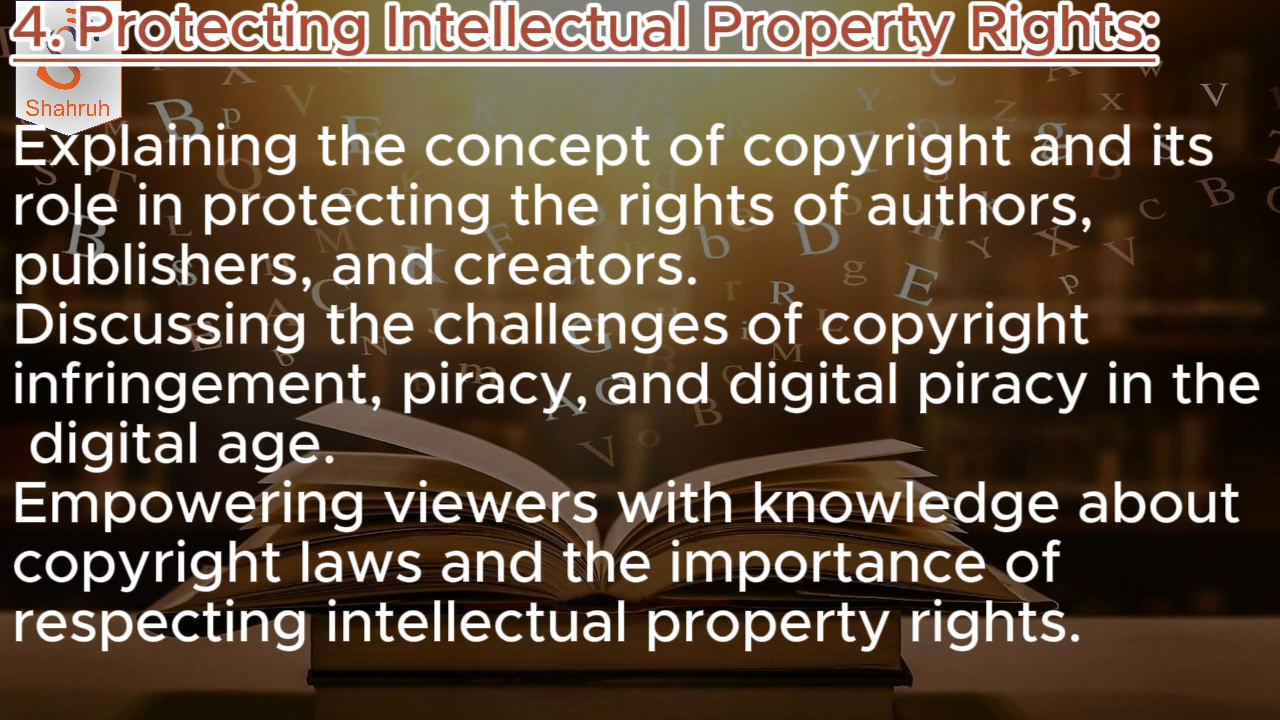 4. Protecting Intellectual Property Rights:
Shahruh
Explaining the concept of copyright and its
role in protecting the rights of authors,
publishers, and creators.
Discussing the challenges of copyright
infringement, piracy, and digital piracy in the
digital age.
Empowering viewers with knowledge about
copyright laws and the importance of
respecting intellectual property rights.